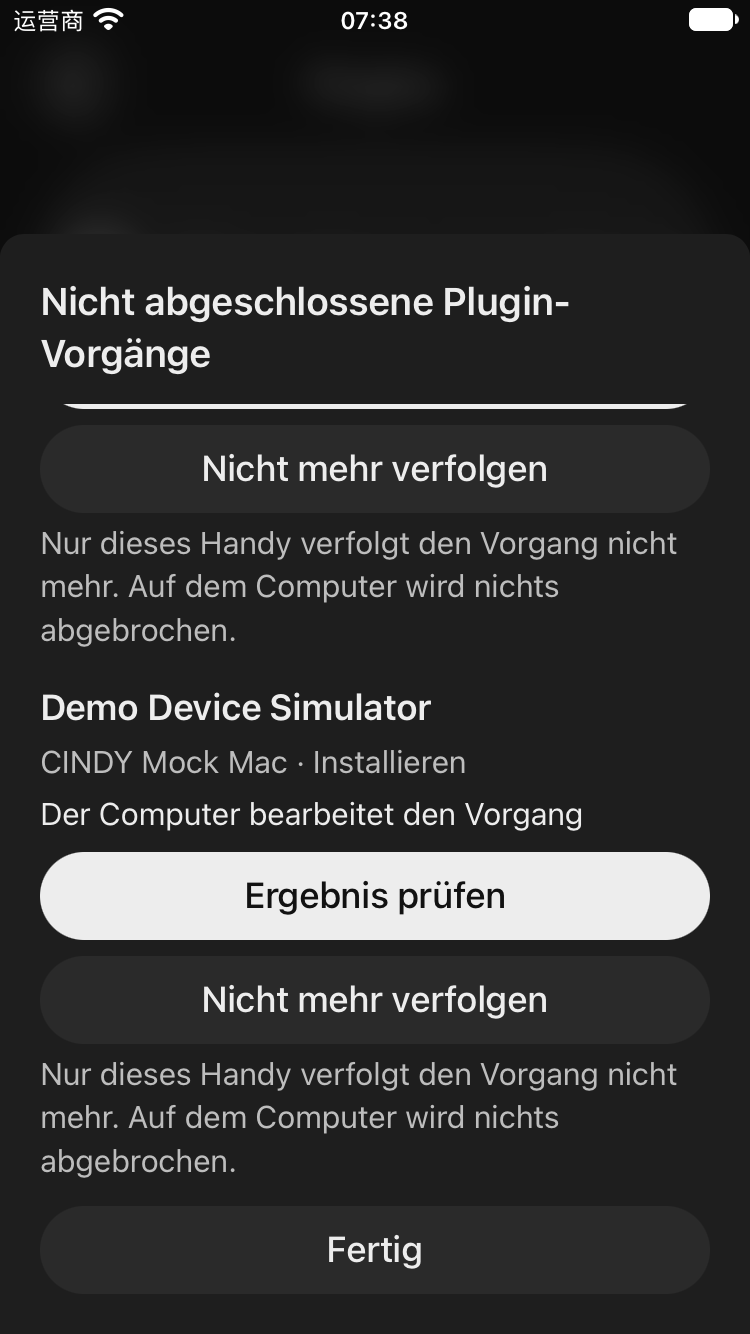 运营商
07:38
Nicht abgeschlossene Plugin-
Vorgänge
Nicht mehr verfolgen
Nur dieses Handy verfolgt den Vorgang nicht
mehr. Auf dem Computer wird nichts
abgebrochen.
Demo Device Simulator
CINDY Mock Mac · Installieren
Der Computer bearbeitet den Vorgang
Ergebnis prüfen
Nicht mehr verfolgen
Nur dieses Handy verfolgt den Vorgang nicht
mehr. Auf dem Computer wird nichts
abgebrochen.
Fertig